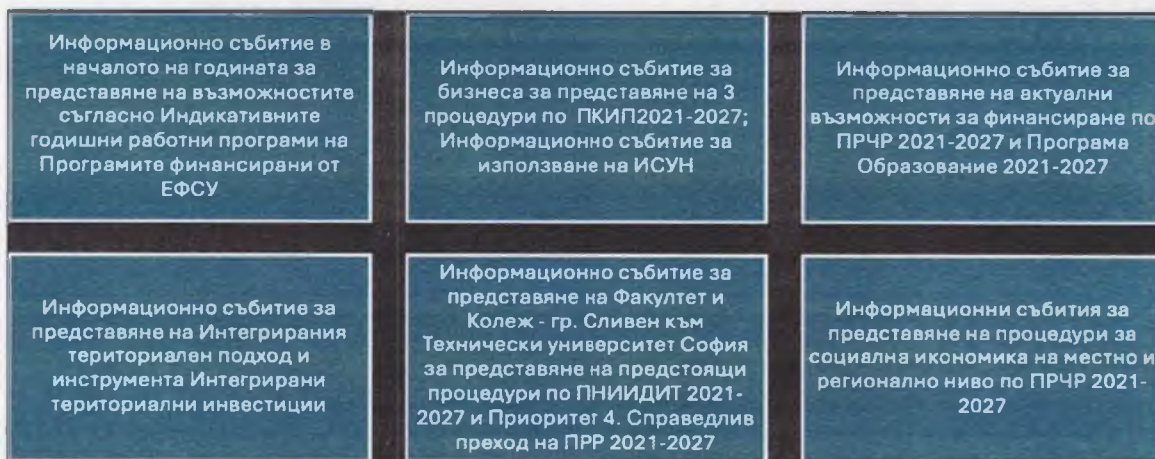 Информационно събитие в
началото на годината за
представяне на възможностите
съгласно Индикативните
годишни работни програми на
Програмите финансирани от
ЕФСУ
Информационно събитие за
бизнеса за представяне на 3
процедури по ПКИП2021-2027;
Информационно събитие за
използване на ИСУН
Информационно събитие за
представяне на актуални
възможности за финансиране по
ПРЧР 2021-2027 и Програма
Образование 2021-2027
Информационно събитие за
представяне на Интегрирания
териториален подход и
инструмента Интегрирани
териториални инвестиции
Информационно събитие за
представяне на Факултет и
Колеж - гр. Сливен към
Технически университет София
за представяне на предстоящи
процедури по ПНИИДИТ 2021-
2027 и Приоритет 4. Справедлив
преход на ПРР 2021-2027
Информационни събития за
представяне на процедури за
социална икономика на местно и
регионално ниво по ПРЧР 2021-
2027